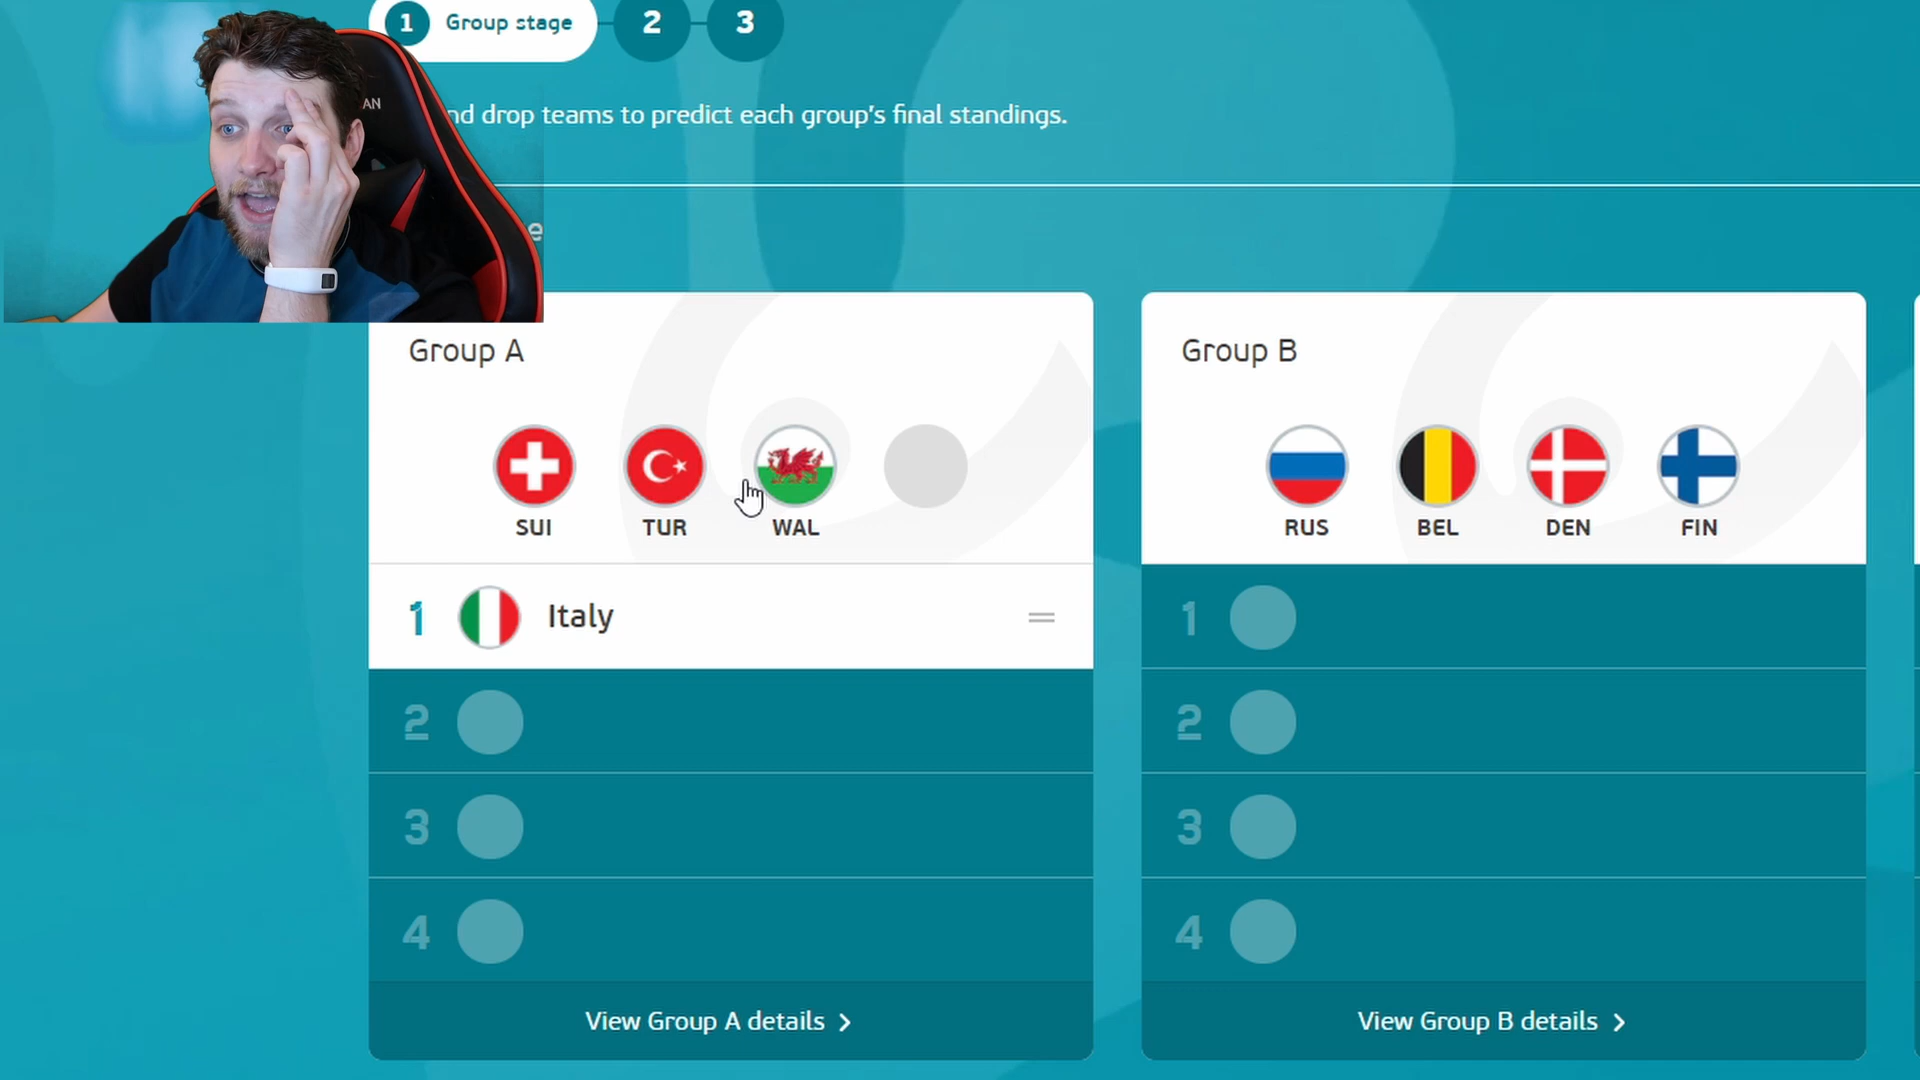 1 Group stage 2 3
AN
nd drop teams to predict each group's final standings.
e
Group A
SUI TUR WAL
1 Italy
2
3
4
View Group A details >
Group B
RUS BEL DEN FIN
1
2
3
4
View Group B details >